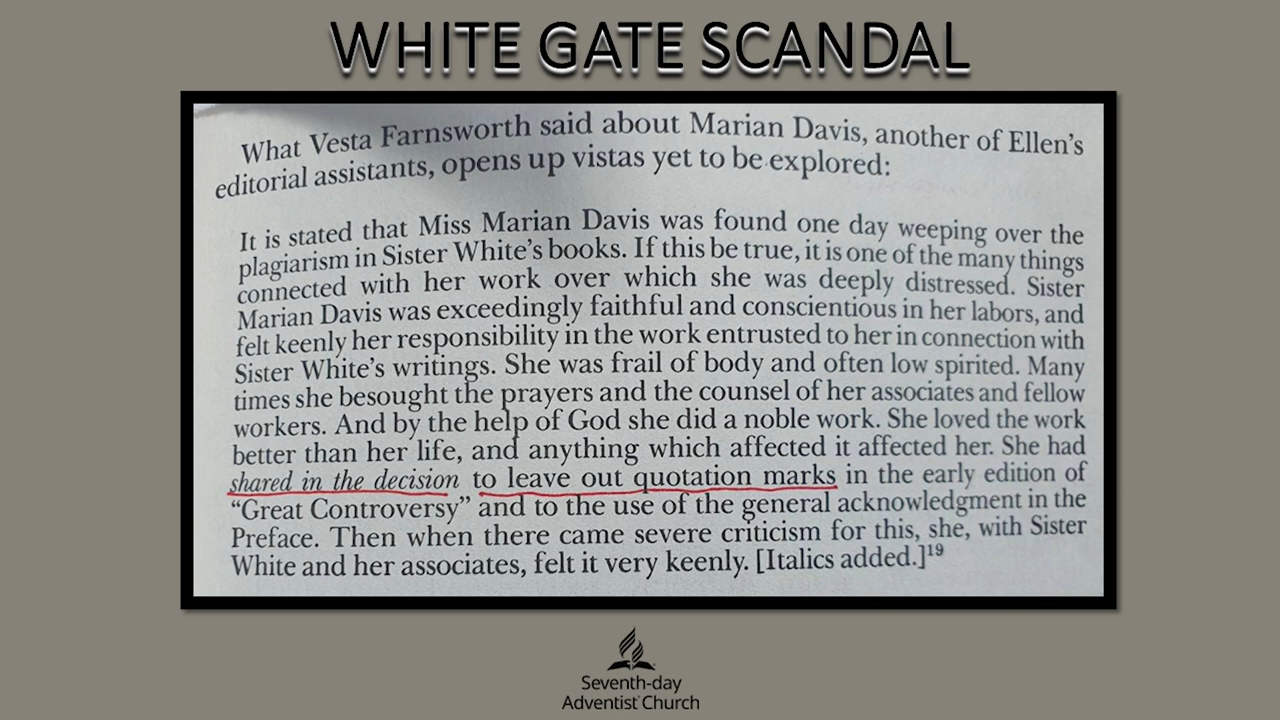 WHITE GATE SCANDAL
What Vesta Farnsworth said about Marian Davis, another of Ellen's
editorial assistants, opens up vistas yet to be explored:
It is stated that Miss Marian Davis was found one day weeping over the
plagiarism in Sister White's books. If this be true, it is one of the many things
connected with her work over which she was deeply distressed. Sister
Marian Davis was exceedingly faithful and conscientious in her labors, and
felt keenly her responsibility in the work entrusted to her in connection with
Sister White's writings. She was frail of body and often low spirited. Many
times she besought the prayers and the counsel of her associates and fellow
workers. And by the help of God she did a noble work. She loved the work
better than her life, and anything which affected it affected her. She had
shared in the decision to leave out quotation marks in the early edition of
“Great Controversy” and to the use of the general acknowledgment in the
Preface. Then when there came severe criticism for this, she, with Sister
White and her associates, felt it very keenly. [Italics added.]19
Seventh-day
Adventist Church